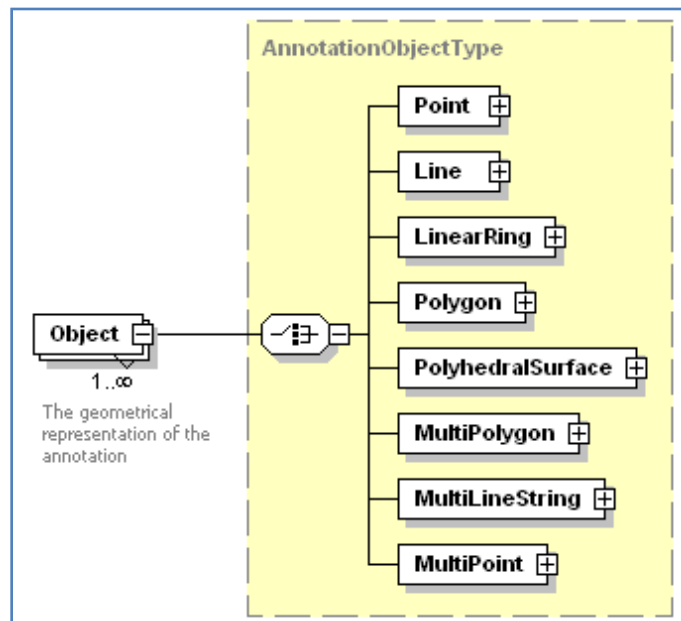 AnnotationObjectType
Point
Line
LinearRing
Polygon
Object
PolyhedralSurface
1..∞
The geometrical
representation of the
annotation
MultiPolygon
MultiLineString
MultiPoint